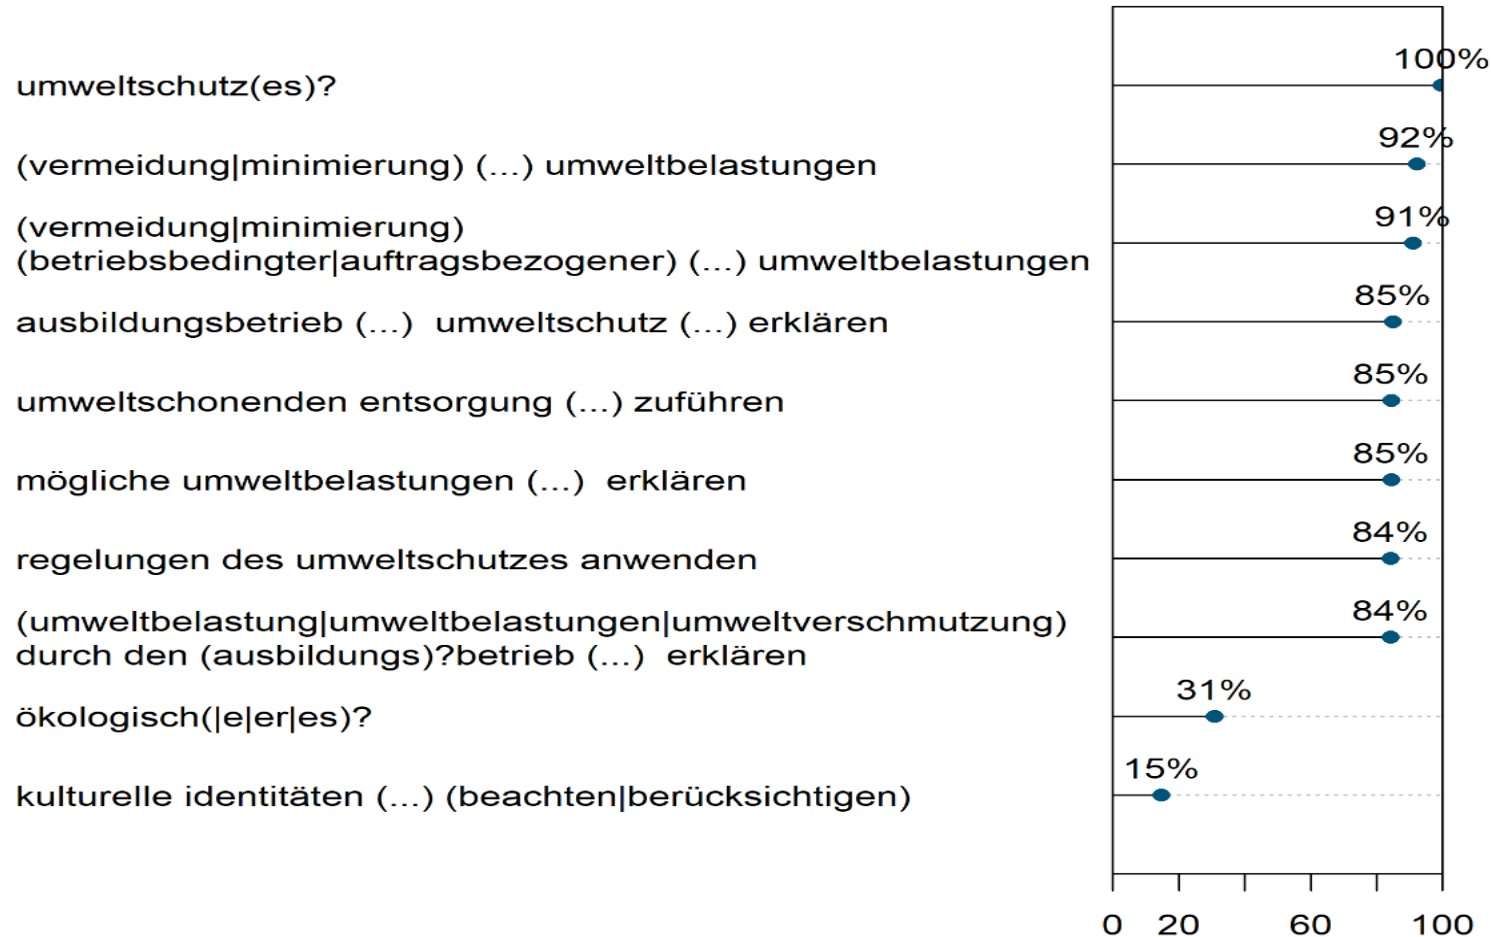 100%
umweltschutz(es)?
92%
(vermeidung|minimierung) (...) umweltbelastungen
91%
(vermeidung|minimierung)
(betriebsbedingter|auftragsbezogener) (...) umweltbelastungen
85%
ausbildungsbetrieb (...) umweltschutz (...) erklären
85%
umweltschonenden entsorgung (...) zuführen
85%
mögliche umweltbelastungen (...) erklären
84%
regelungen des umweltschutzes anwenden
84%
(umweltbelastung|umweltbelastungen|umweltverschmutzung)
durch den (ausbildungs)?betrieb (...) erklären
31%
ökologisch(|e|er|es)?
15%
kulturelle identitäten (...) (beachten|berücksichtigen)
0 20 60 100